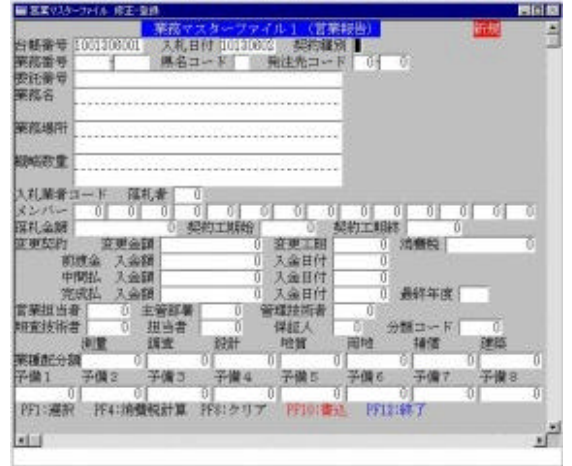 営業マスターファイル 修正・登録
業務マスターファイル1 (営業報告) 新規
台帳番号 1001306001 入札日付 10130602 契約種別
業務番号 - 県名コード 発注先コード 0- 0
委託番号
業務名
業務場所
概略数量
入札業者コード 落札者 0
メンバー 0 0 0 0 0 0 0 0 0 0 0
落札金額 0 契約工期始 0 契約工期終 0
変更契約 変更金額 0 変更工期 0 消費税 0
前渡金 入金額 0 入金日付 0
中間払 入金額 0 入金日付 0
完成払 入金額 0 入金日付 0 最終年度
営業担当者 0 主管部署 0 管理技術者 0
照査技術者 0 担当者 0 保証人 0 分類コード 0
測量 調査 設計 地質 用地 補償 建築
業種配分額 0 0 0 0 0 0 0
予備1 予備2 予備3 予備4 予備5 予備6 予備7 予備8
0 0 0 0 0 0 0 0
PF1:選択 PF4:消費税計算 PF8:クリア PF10:書込 PF12:終了